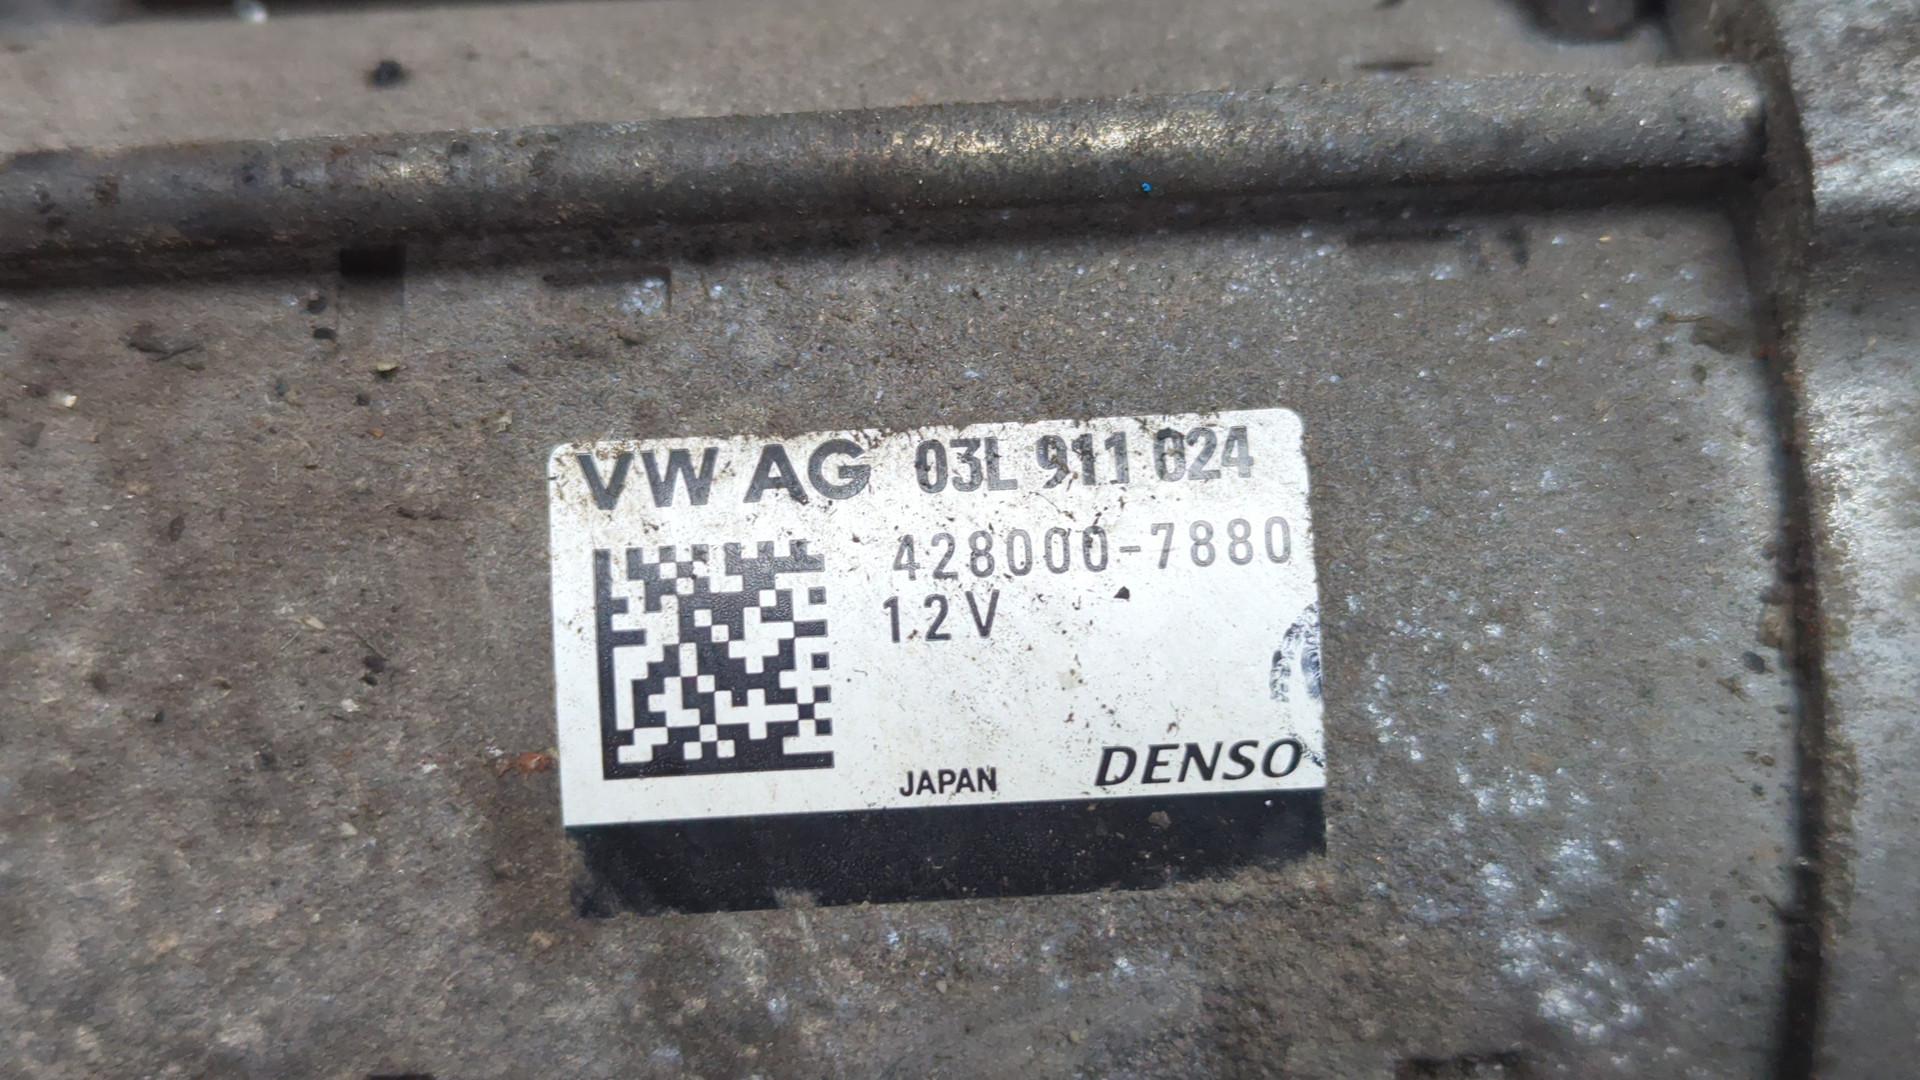 VW AG 03L 911 024
428000-7880
12V
JAPAN DENSO